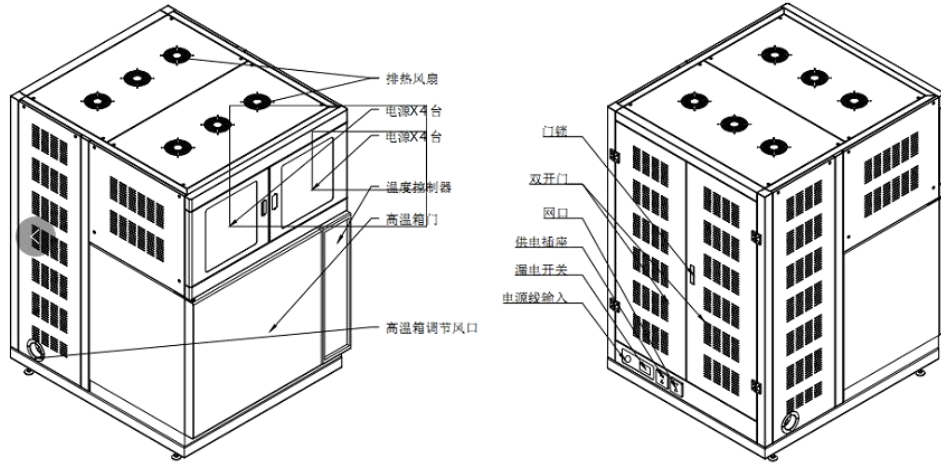 排热风扇
电源X4台
电源X4台
温度控制器
高温箱门
高温箱调节风口
门锁
双开门
网口
供电插座
漏电开关
电源线输入